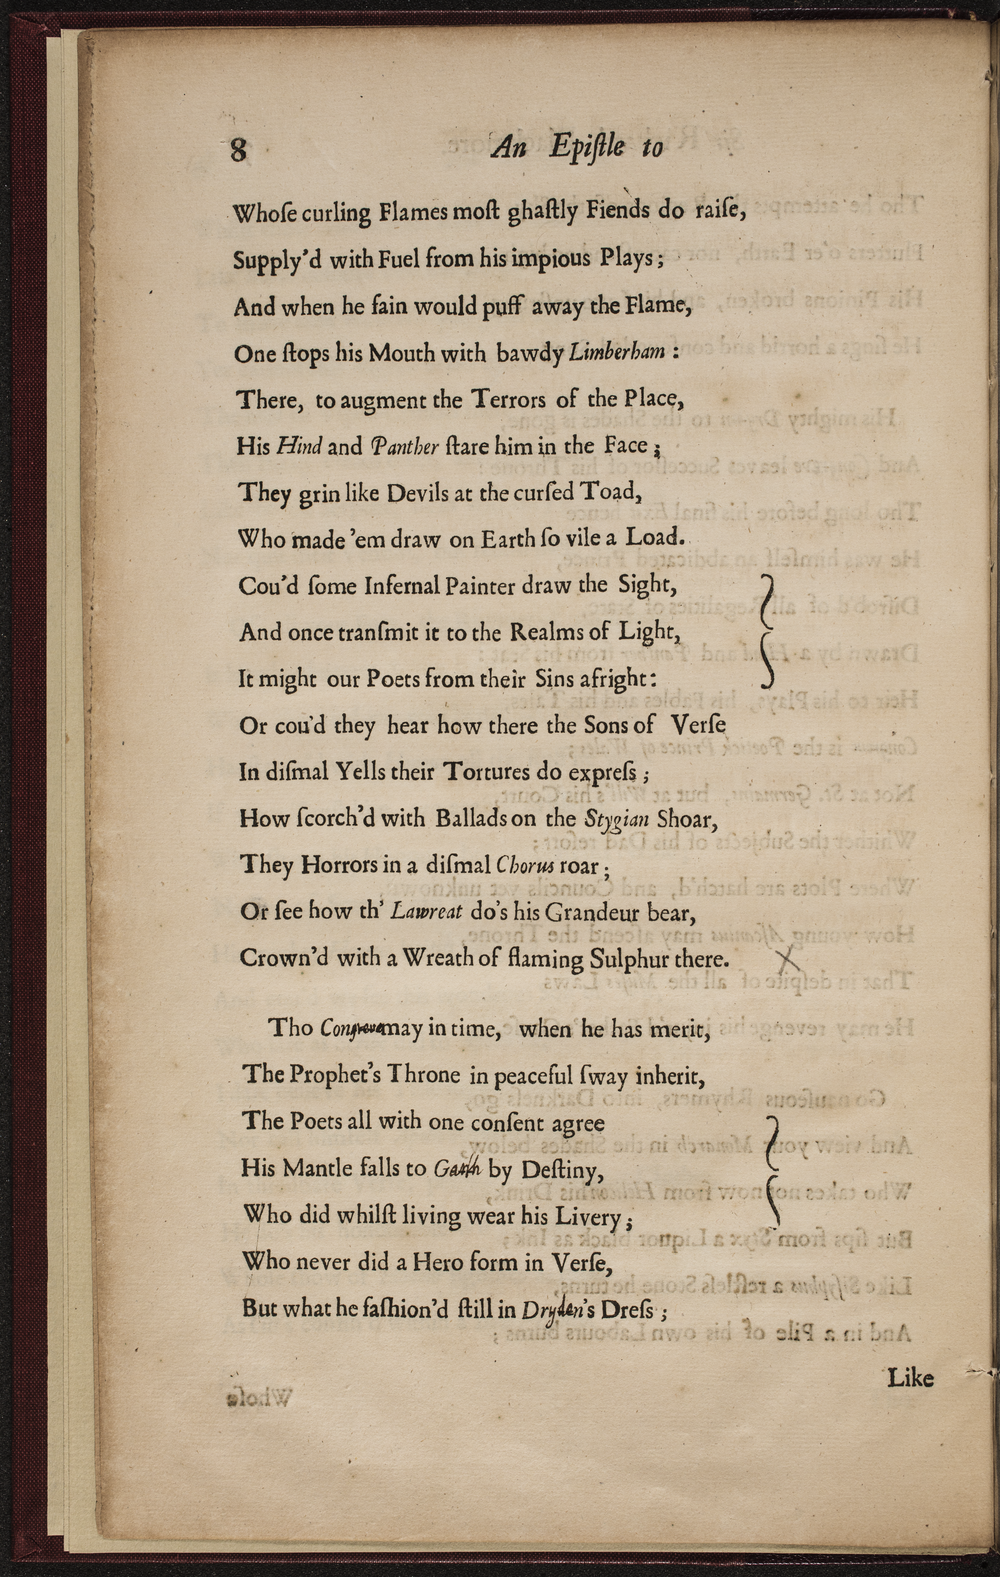 8 An Epiſtle to
Whoſe curling Flames moſt ghaſtly Fiends do raiſe,
Supply'd with Fuel from his impious Plays;
And when he fain would puff away the Flame,
One ſtops his Mouth with bawdy Limberham :
There, to augment the Terrors of the Place,
His Hind and Panther ſtare him in the Face;
They grin like Devils at the curſed Toad,
Who made 'em draw on Earth ſo vile a Load.
Cou'd ſome Infernal Painter draw the Sight,
And once tranſmit it to the Realms of Light,
It might our Poets from their Sins afright:
Or cou'd they hear how there the Sons of Verſe
In diſmal Yells their Tortures do expreſs;
How ſcorch'd with Ballads on the Stygian Shoar,
They Horrors in a diſmal Chorus roar;
Or ſee how th' Lawreat do's his Grandeur bear,
Crown'd with a Wreath of flaming Sulphur there. X
Tho Congreve may in time, when he has merit,
The Prophet's Throne in peaceful ſway inherit,
The Poets all with one conſent agree
His Mantle falls to Garth by Deſtiny,
Who did whilſt living wear his Livery;
Who never did a Hero form in Verſe,
But what he faſhion'd ſtill in Dryden's Dreſs;
Like